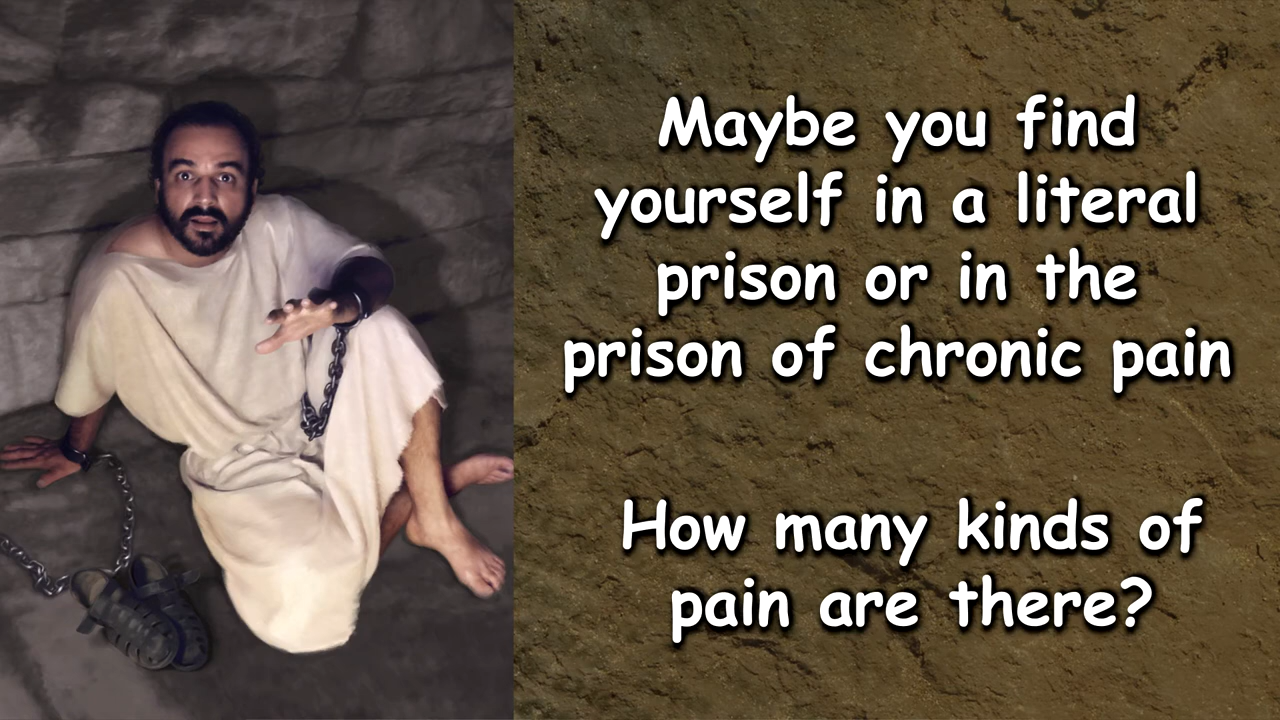 Maybe you find
yourself in a literal
prison or in the
prison of chronic pain
How many kinds of
pain are there?